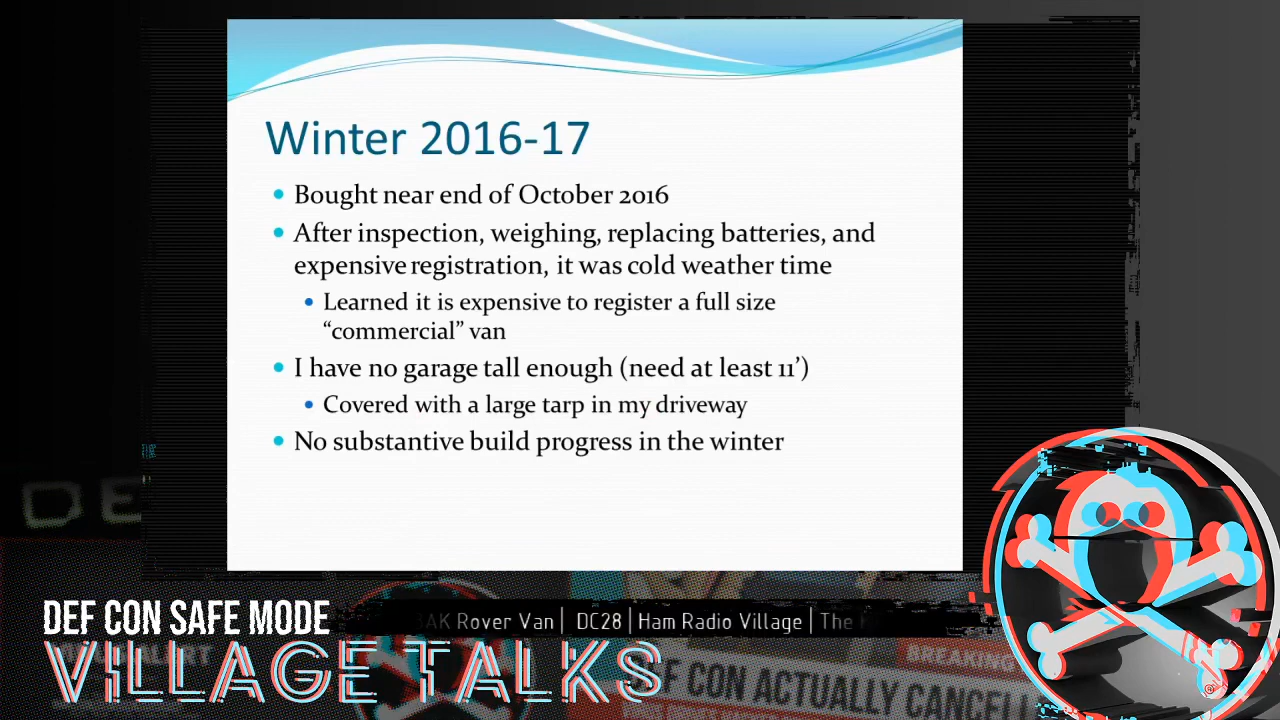 Winter 2016-17
Bought near end of October 2016
After inspection, weighing, replacing batteries, and
expensive registration, it was cold weather time
Learned it is expensive to register a full size
“commercial” van
I have no garage tall enough (need at least 11’)
Covered with a large tarp in my driveway
No substantive build progress in the winter
DEF CON SAFE MODE
AK Rover Van | DC28 | Ham Radio Village | The
VILLAGE TALKS
BREAKING
DEF CON ACTUALLY CANCELL